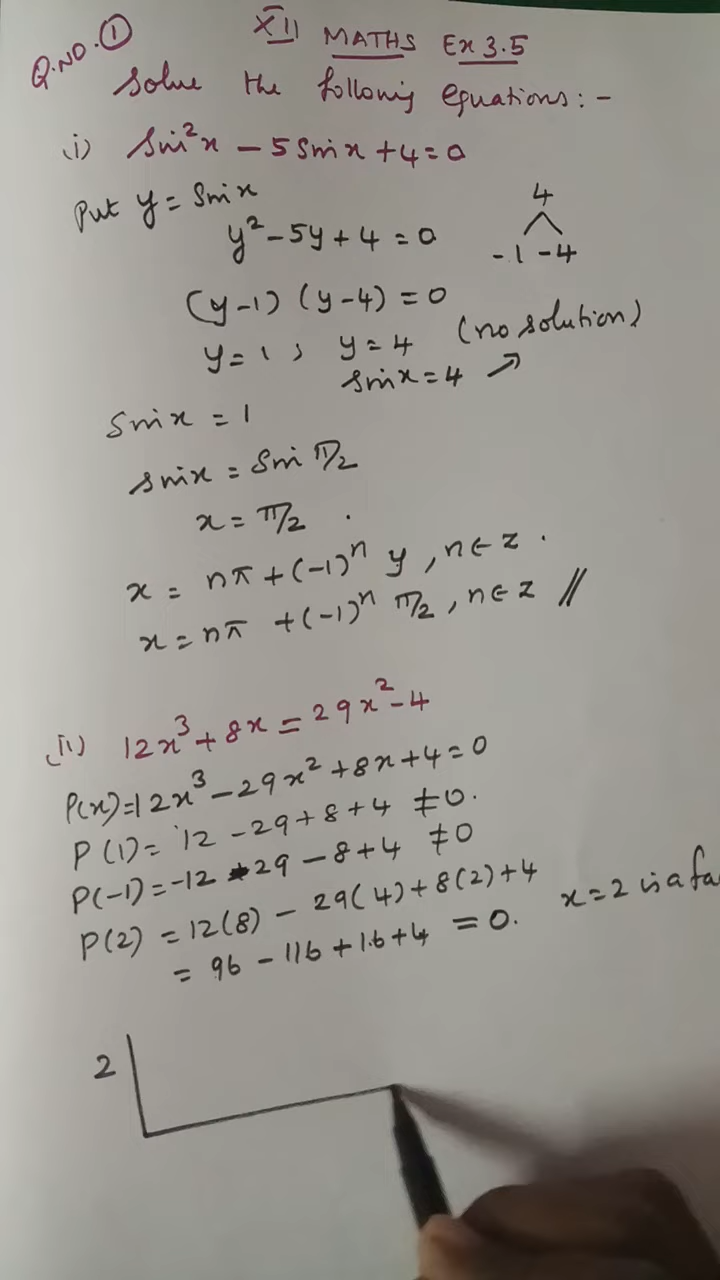 Q.NO.① XII MATHS Ex 3.5
Solve the following equations:-
(i) Sin²x - 5 Sin x + 4 = 0
Put y = Sin x
y² - 5y + 4 = 0
4
-1 -4
(y-1) (y-4) = 0
y = 1, y = 4 (no solution)
Sin x = 4
Sin x = 1
Sin x = Sin π/2
x = π/2 .
x = nπ + (-1)ⁿ y, n ∈ z .
x = nπ + (-1)ⁿ π/2, n ∈ z //
(ii) 12x³ + 8x = 29x² - 4
P(x) = 12x³ - 29x² + 8x + 4 = 0
P(1) = 12 - 29 + 8 + 4 ≠ 0.
P(-1) = -12 - 29 - 8 + 4 ≠ 0
P(2) = 12(8) - 29(4) + 8(2) + 4
= 96 - 116 + 16 + 4 = 0. x = 2 is a fa
2